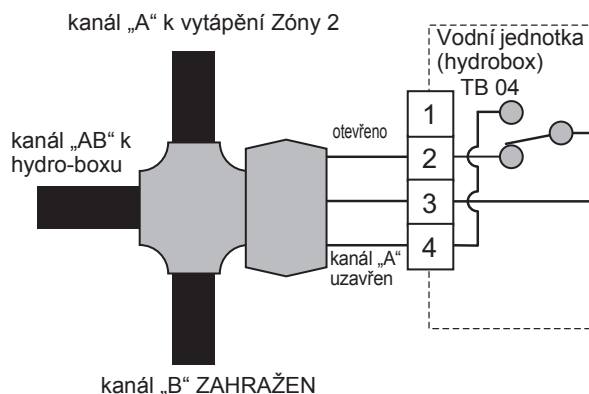 kanál „A“ k vytápění Zóny 2
Vodní jednotka
(hydrobox)
TB 04
kanál „AB“ k
hydro-boxu
otevřeno
1
2
3
4
kanál „A“
uzavřen
kanál „B“ ZAHRAŽEN